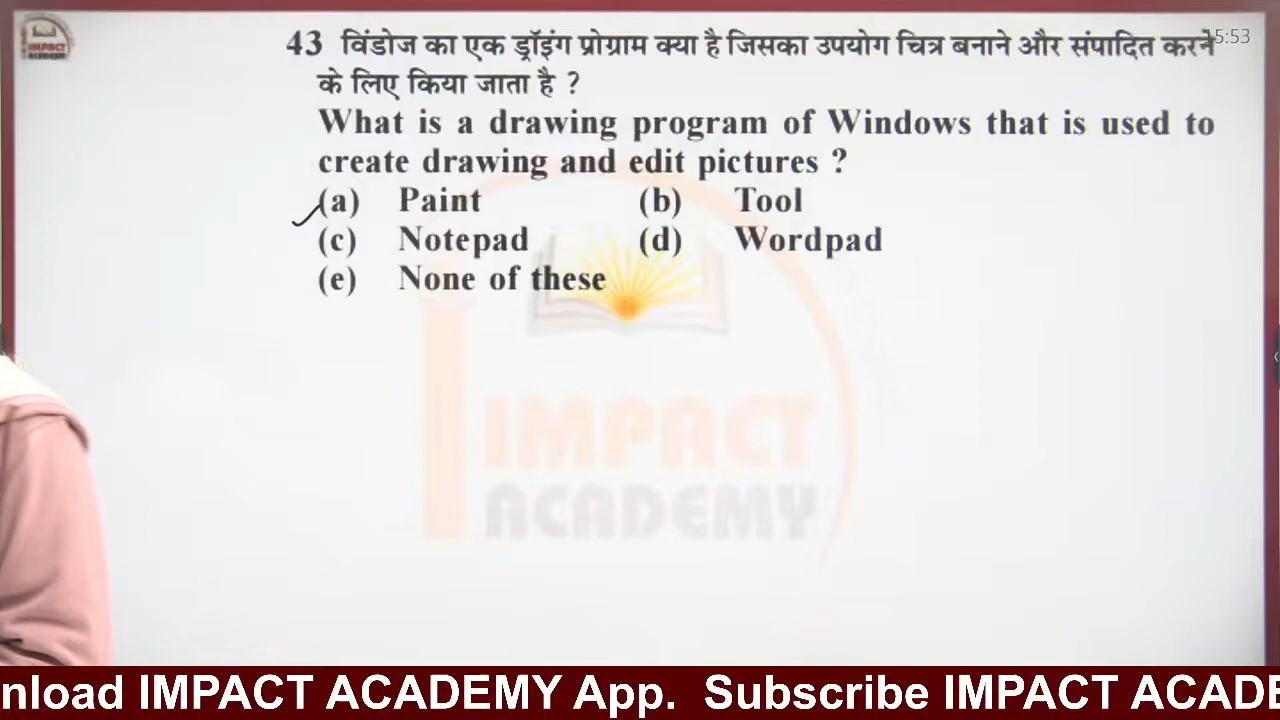 IMPACT
ACADEMY
15:53
43 विंडोज का एक ड्रॉइंग प्रोग्राम क्या है जिसका उपयोग चित्र बनाने और संपादित करने
के लिए किया जाता है ?
What is a drawing program of Windows that is used to
create drawing and edit pictures ?
(a) Paint (b) Tool
(c) Notepad (d) Wordpad
(e) None of these
IMPACT
ACADEMY
nload IMPACT ACADEMY App. Subscribe IMPACT ACADE